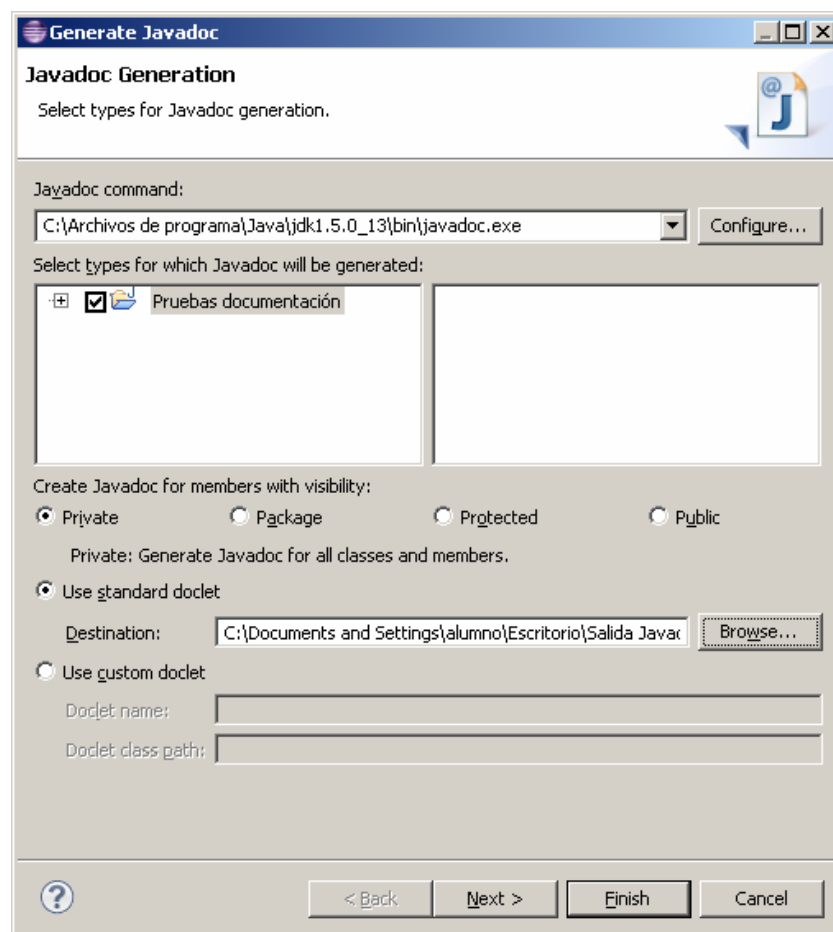 Generate Javadoc
Javadoc Generation
Select types for Javadoc generation.
@
J
Javadoc command:
C:\Archivos de programa\Java\jdk1.5.0_13\bin\javadoc.exe Configure...
Select types for which Javadoc will be generated:
Pruebas documentación
Create Javadoc for members with visibility:
Private Package Protected Public
Private: Generate Javadoc for all classes and members.
Use standard doclet
Destination: C:\Documents and Settings\alumno\Escritorio\Salida Javad Browse...
Use custom doclet
Doclet name:
Doclet class path:
? < Back Next > Finish Cancel